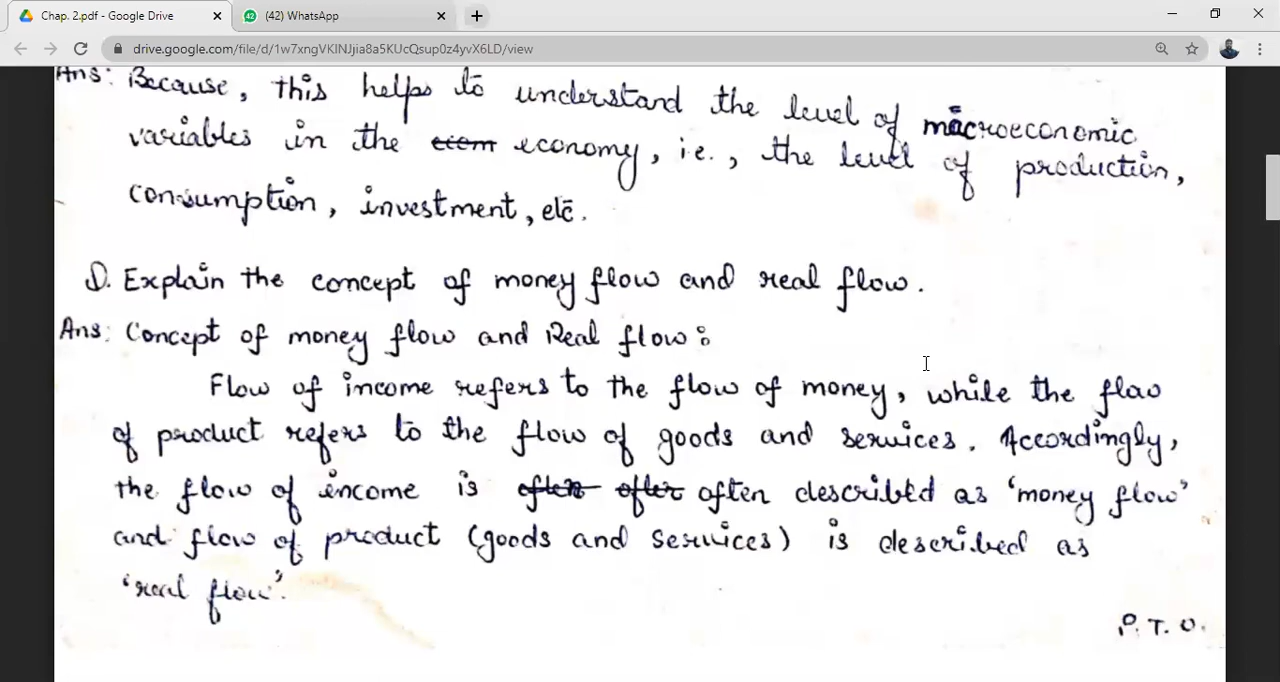 Chap. 2.pdf - Google Drive
(42) WhatsApp
drive.google.com/file/d/1w7xngVKlNJjia8a5KUcQsup0z4yvX6LD/view
Ans: Because, this helps to understand the level of macroeconomic
variables in the economy, i.e., the level of production,
consumption, investment, etc.
Q. Explain the concept of money flow and real flow.
Ans: Concept of money flow and Real flow:
Flow of income refers to the flow of money, while the flow
of product refers to the flow of goods and services. Accordingly,
the flow of income is often described as 'money flow'
and flow of product (goods and services) is described as
'real flow'.
P.T.O.